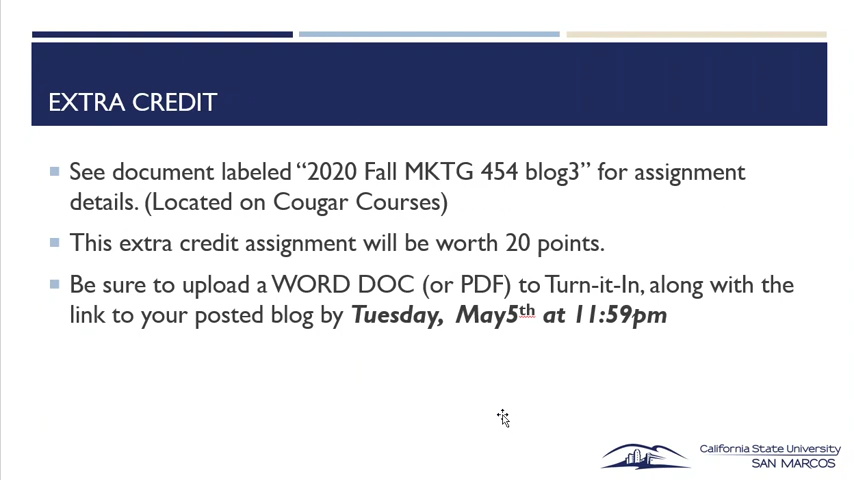 EXTRA CREDIT
See document labeled “2020 Fall MKTG 454 blog3” for assignment
details. (Located on Cougar Courses)
This extra credit assignment will be worth 20 points.
Be sure to upload a WORD DOC (or PDF) to Turn-it-In, along with the
link to your posted blog by Tuesday, May5th at 11:59pm
California State University
SAN MARCOS